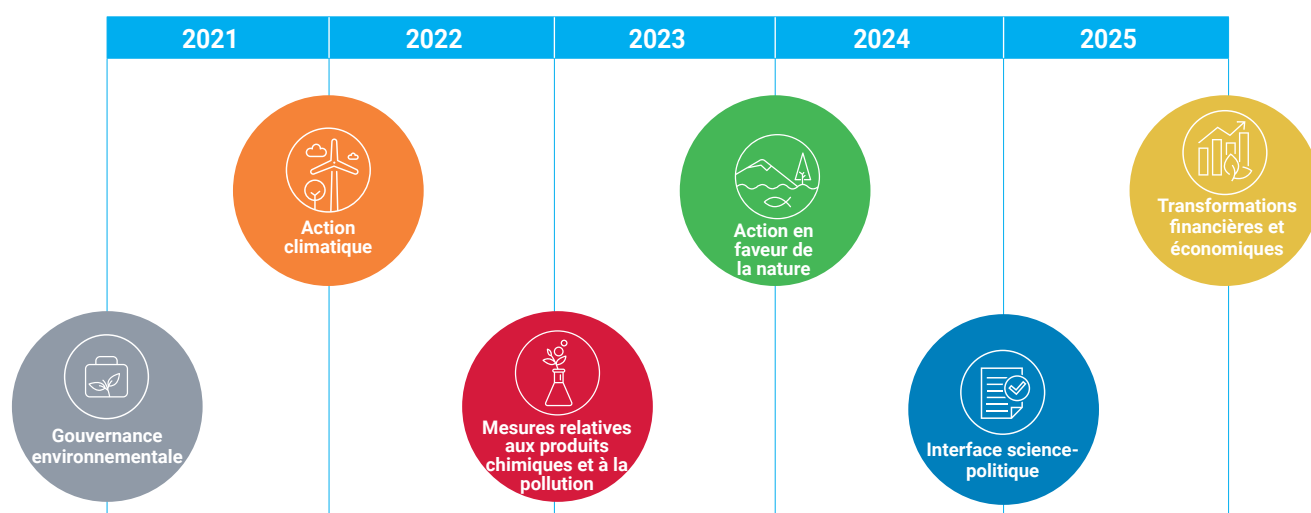 2021
2022
2023
2024
2025
Action
climatique
Action en
faveur de
la nature
Transformations
financières et
économiques
Gouvernance
environnementale
Mesures relatives
aux produits
chimiques et à la
pollution
Interface science-
politique